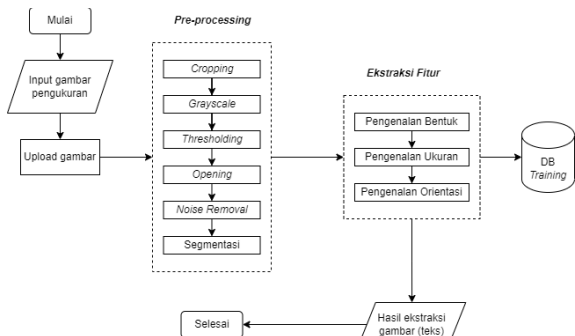 Mulai
Input gambar
pengukuran
Upload gambar
Pre-processing
Cropping
Grayscale
Thresholding
Opening
Noise Removal
Segmentasi
Ekstraksi Fitur
Pengenalan Bentuk
Pengenalan Ukuran
Pengenalan Orientasi
DB
Training
Hasil ekstraksi
gambar (teks)
Selesai